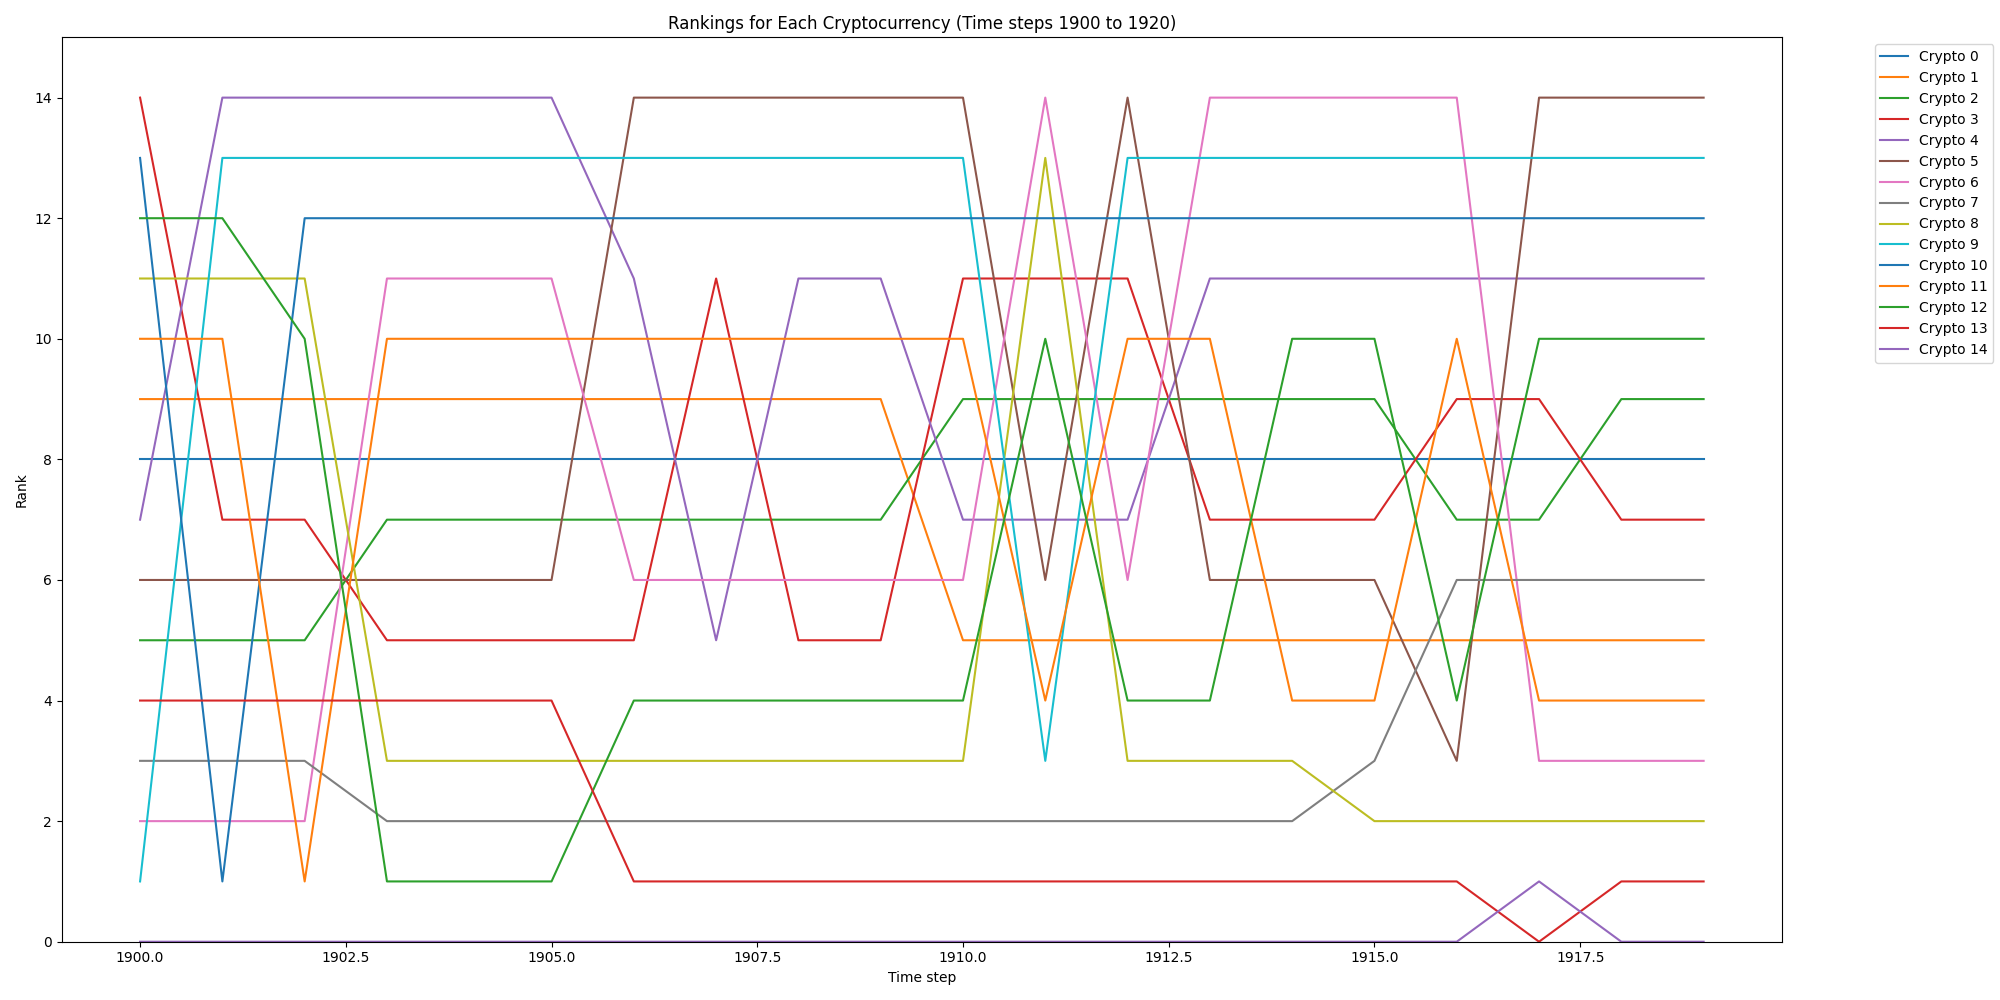 Rankings for Each Cryptocurrency (Time steps 1900 to 1920)
Rank
14
12
10
8
6
4
2
0
1900.0 1902.5 1905.0 1907.5 1910.0 1912.5 1915.0 1917.5
Time step
Crypto 0
Crypto 1
Crypto 2
Crypto 3
Crypto 4
Crypto 5
Crypto 6
Crypto 7
Crypto 8
Crypto 9
Crypto 10
Crypto 11
Crypto 12
Crypto 13
Crypto 14